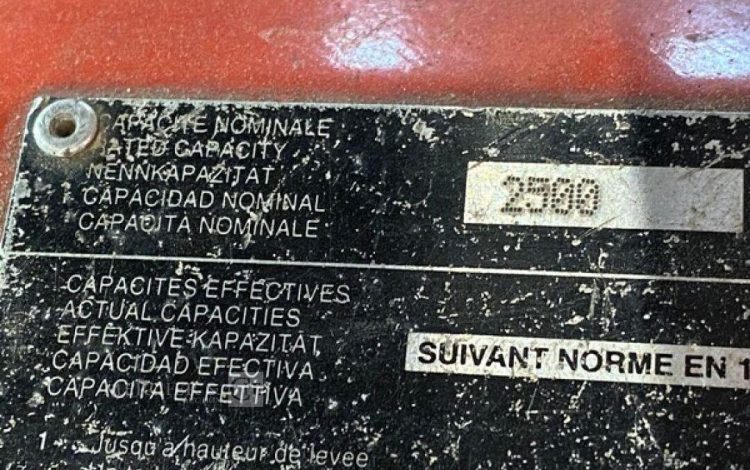 CAPACITE NOMINALE
RATED CAPACITY
NENNKAPAZITAT
CAPACIDAD NOMINAL
CAPACITA NOMINALE
2500
CAPACITES EFFECTIVES
ACTUAL CAPACITIES
EFFEKTIVE KAPAZITAT
CAPACIDAD EFECTIVA
CAPACITA EFFETTIVA
SUIVANT NORME EN 1
1 - Jusqu'a hauteur de levee